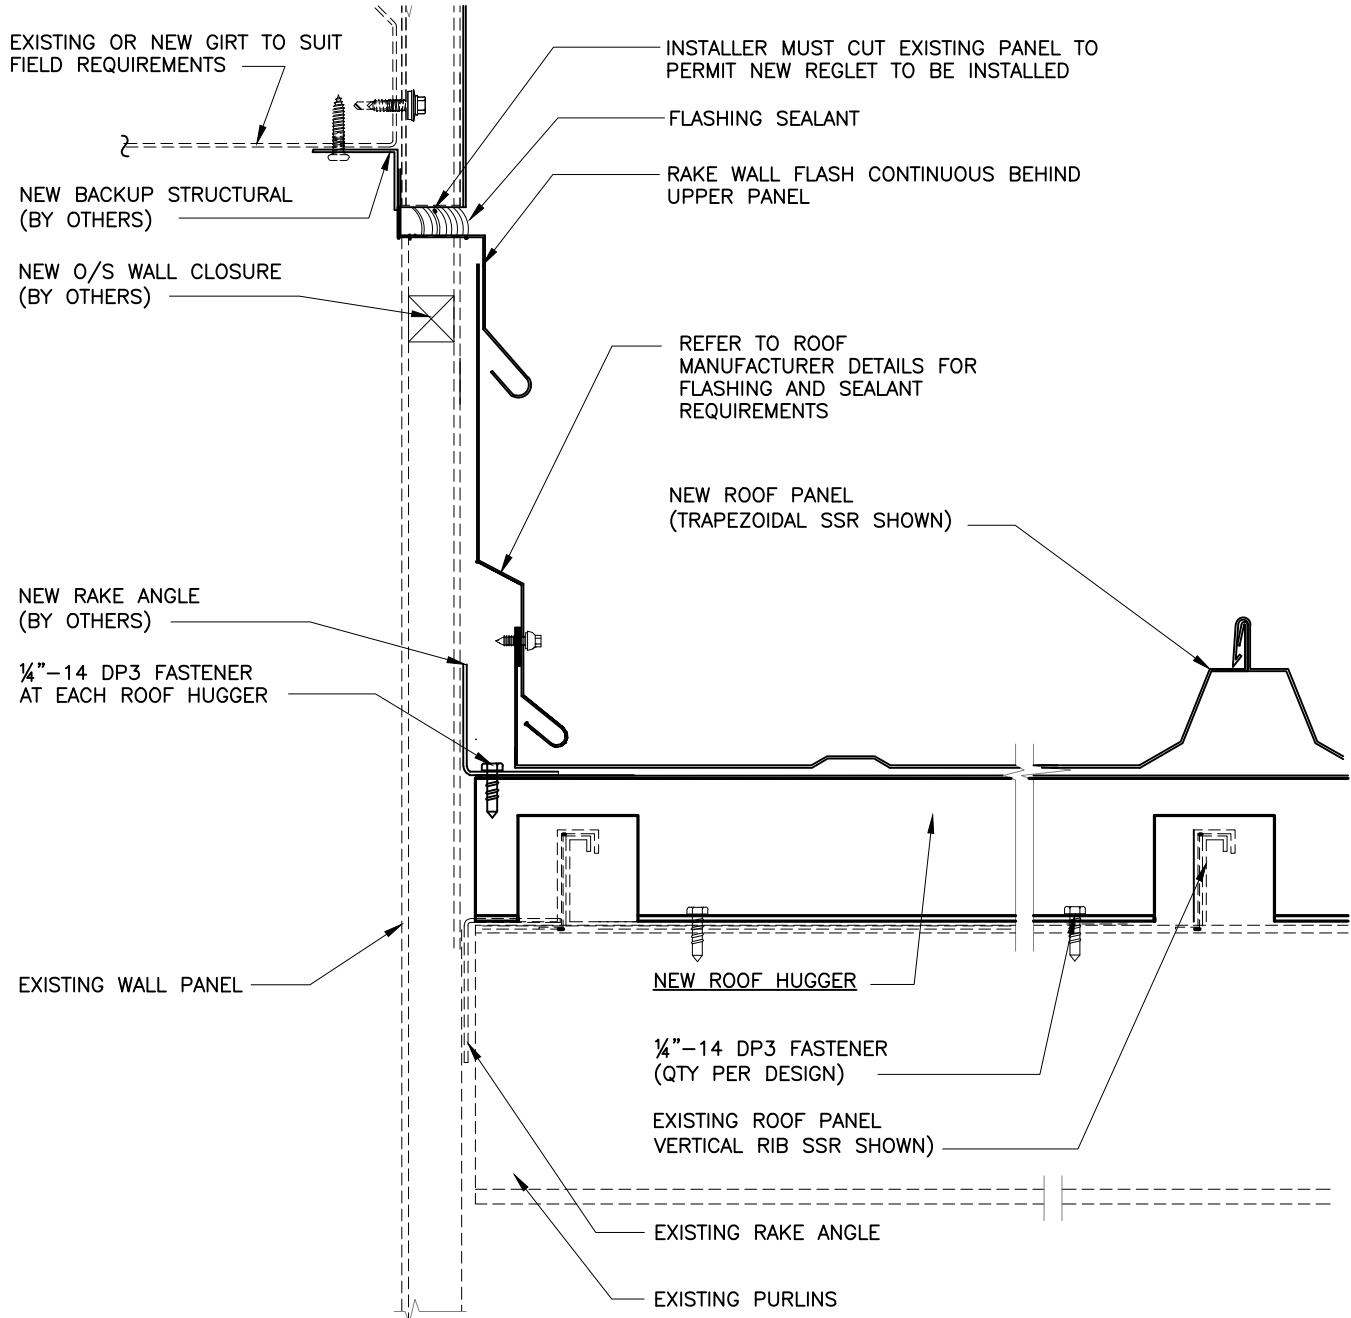 EXISTING OR NEW GIRT TO SUIT
FIELD REQUIREMENTS
NEW BACKUP STRUCTURAL
(BY OTHERS)
NEW O/S WALL CLOSURE
(BY OTHERS)
NEW RAKE ANGLE
(BY OTHERS)
¼"-14 DP3 FASTENER
AT EACH ROOF HUGGER
EXISTING WALL PANEL
INSTALLER MUST CUT EXISTING PANEL TO
PERMIT NEW REGLET TO BE INSTALLED
FLASHING SEALANT
RAKE WALL FLASH CONTINUOUS BEHIND
UPPER PANEL
REFER TO ROOF
MANUFACTURER DETAILS FOR
FLASHING AND SEALANT
REQUIREMENTS
NEW ROOF PANEL
(TRAPEZOIDAL SSR SHOWN)
NEW ROOF HUGGER
¼"-14 DP3 FASTENER
(QTY PER DESIGN)
EXISTING ROOF PANEL
VERTICAL RIB SSR SHOWN)
EXISTING RAKE ANGLE
EXISTING PURLINS